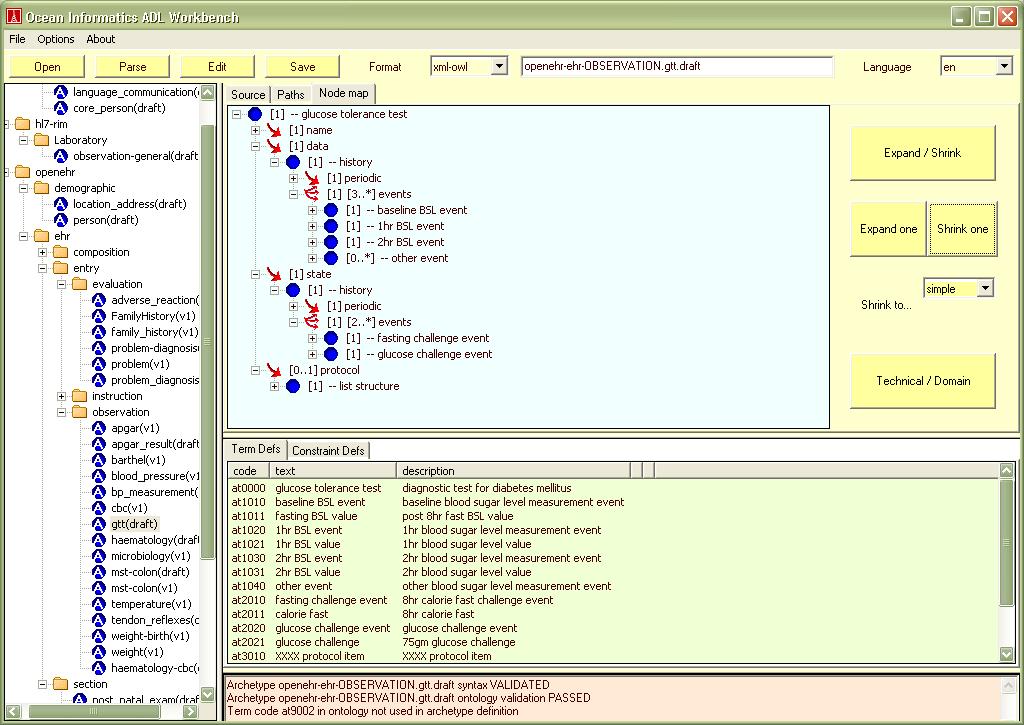 Ocean Informatics ADL Workbench
File Options About
Open Parse Edit Save Format xml-owl openehr-ehr-OBSERVATION.gtt.draft Language en
language_communication(
core_person(draft)
hl7-rim
Laboratory
observation-general(draft
openehr
demographic
location_address(draft)
person(draft)
ehr
composition
entry
evaluation
adverse_reaction(
FamilyHistory(v1)
family_history(v1)
problem-diagnosis
problem(v1)
problem_diagnosis
instruction
observation
apgar(v1)
apgar_result(draft
barthel(v1)
blood_pressure(v1
bp_measurement(
cbc(v1)
gtt(draft)
haematology(draft
microbiology(v1)
mst-colon(draft)
mst-colon(v1)
temperature(v1)
tendon_reflexes(
weight-birth(v1)
weight(v1)
haematology-cbc(
section
post_natal_exam(draft
Source Paths Node map
[1] -- glucose tolerance test
[1] name
[1] data
[1] -- history
[1] periodic
[1] [3..*] events
[1] -- baseline BSL event
[1] -- 1hr BSL event
[1] -- 2hr BSL event
[0..*] -- other event
[1] state
[1] -- history
[1] periodic
[1] [2..*] events
[1] -- fasting challenge event
[1] -- glucose challenge event
[0..1] protocol
[1] -- list structure
Expand / Shrink
Expand one Shrink one
Shrink to... simple
Technical / Domain
Term Defs Constraint Defs
code text description
at0000 glucose tolerance test diagnostic test for diabetes mellitus
at1010 baseline BSL event baseline blood sugar level measurement event
at1011 fasting BSL value post 8hr fast BSL value
at1020 1hr BSL event 1hr blood sugar level measurement event
at1021 1hr BSL value 1hr blood sugar level value
at1030 2hr BSL event 2hr blood sugar level measurement event
at1031 2hr BSL value 2hr blood sugar level value
at1040 other event other blood sugar level measurement event
at2010 fasting challenge event 8hr calorie fast challenge event
at2011 calorie fast 8hr calorie fast
at2020 glucose challenge event glucose challenge event
at2021 glucose challenge 75gm glucose challenge
at3010 XXXX protocol item XXXX protocol item
Archetype openehr-ehr-OBSERVATION.gtt.draft syntax VALIDATED
Archetype openehr-ehr-OBSERVATION.gtt.draft ontology validation PASSED
Term code at9002 in ontology not used in archetype definition